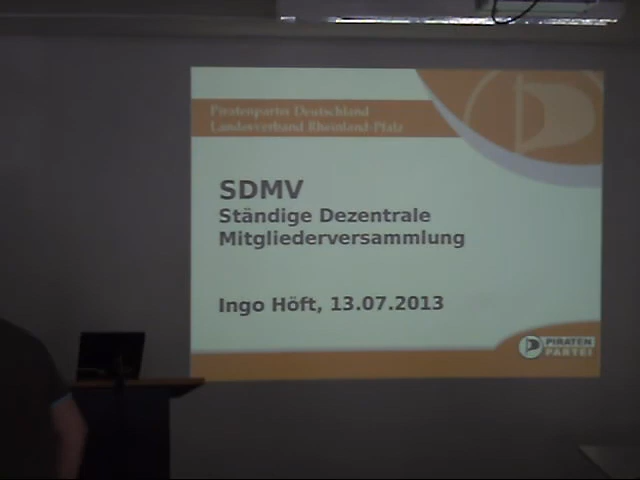 Piratenpartei Deutschland
Landesverband Rheinland-Pfalz
SDMV
Ständige Dezentrale
Mitgliederversammlung
Ingo Höft, 13.07.2013
PIRATEN
PARTEI